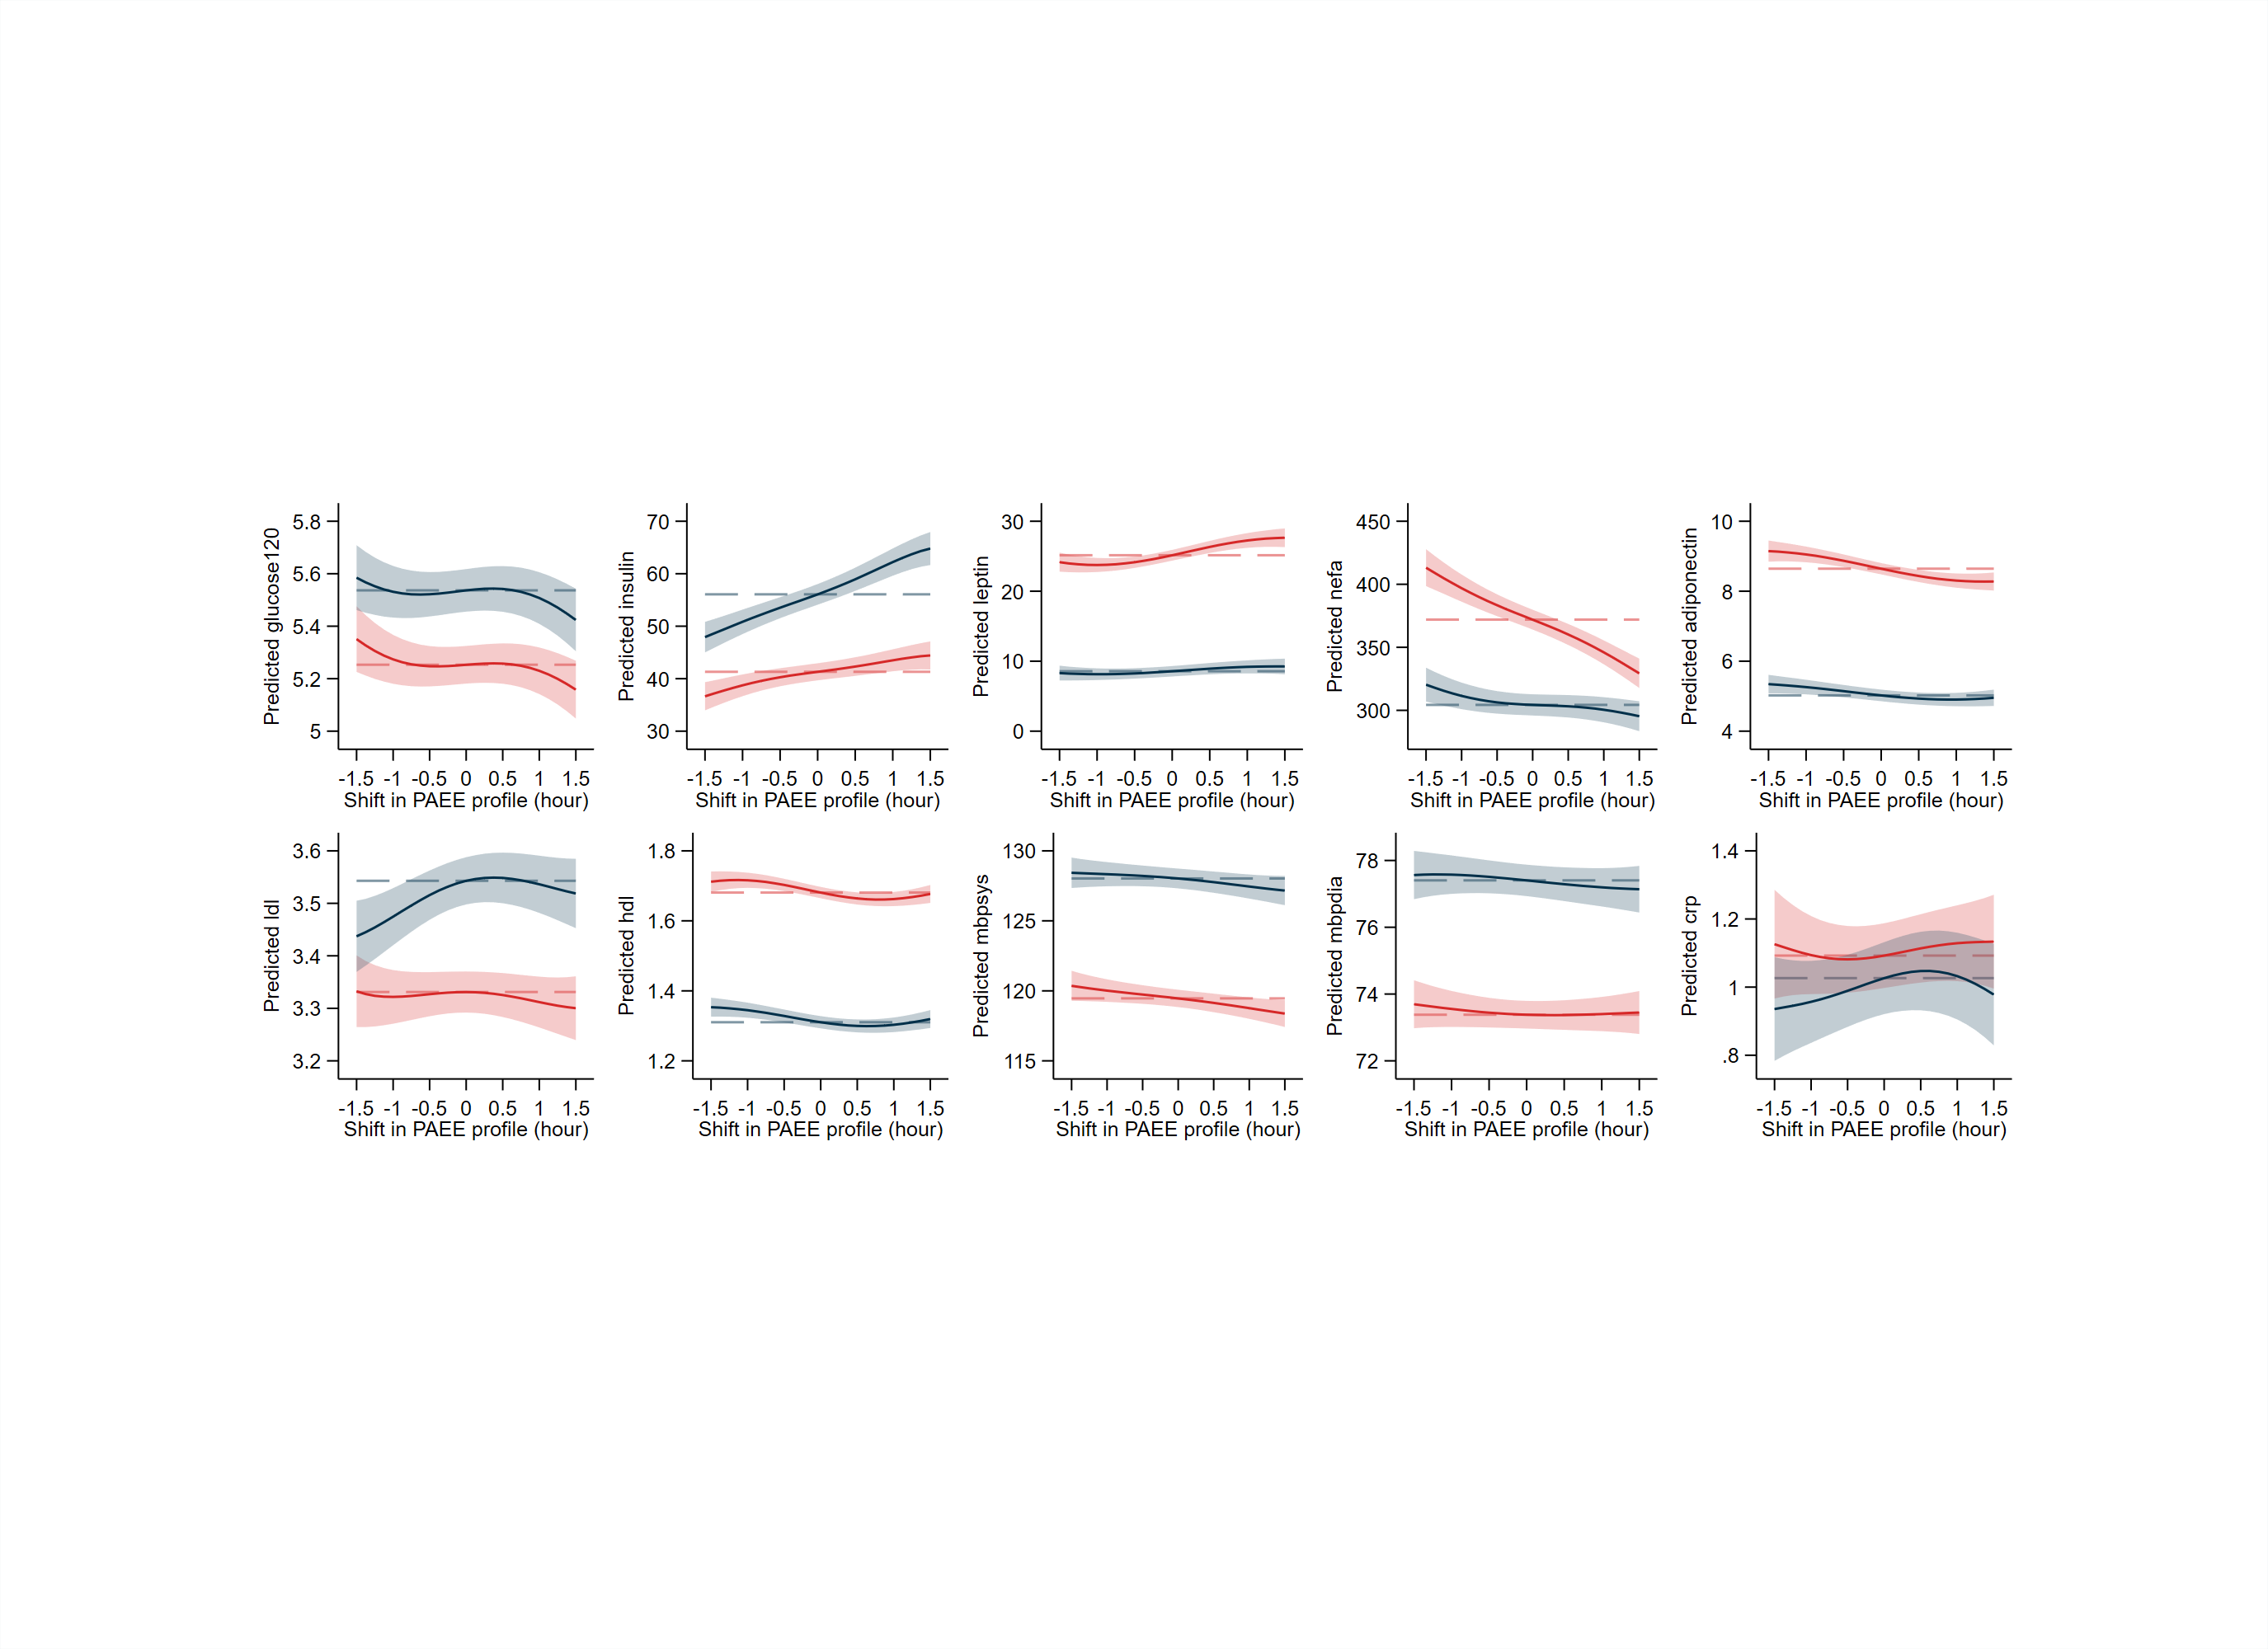 Predicted glucose120
5.8
5.6
5.4
5.2
5
-1.5 -1 -0.5 0 0.5 1 1.5
Shift in PAEE profile (hour)
Predicted insulin
70
60
50
40
30
-1.5 -1 -0.5 0 0.5 1 1.5
Shift in PAEE profile (hour)
Predicted leptin
30
20
10
0
-1.5 -1 -0.5 0 0.5 1 1.5
Shift in PAEE profile (hour)
Predicted nefa
450
400
350
300
-1.5 -1 -0.5 0 0.5 1 1.5
Shift in PAEE profile (hour)
Predicted adiponectin
10
8
6
4
-1.5 -1 -0.5 0 0.5 1 1.5
Shift in PAEE profile (hour)
Predicted ldl
3.6
3.5
3.4
3.3
3.2
-1.5 -1 -0.5 0 0.5 1 1.5
Shift in PAEE profile (hour)
Predicted hdl
1.8
1.6
1.4
1.2
-1.5 -1 -0.5 0 0.5 1 1.5
Shift in PAEE profile (hour)
Predicted mbpsys
130
125
120
115
-1.5 -1 -0.5 0 0.5 1 1.5
Shift in PAEE profile (hour)
Predicted mbpdia
78
76
74
72
-1.5 -1 -0.5 0 0.5 1 1.5
Shift in PAEE profile (hour)
Predicted crp
1.4
1.2
1
.8
-1.5 -1 -0.5 0 0.5 1 1.5
Shift in PAEE profile (hour)